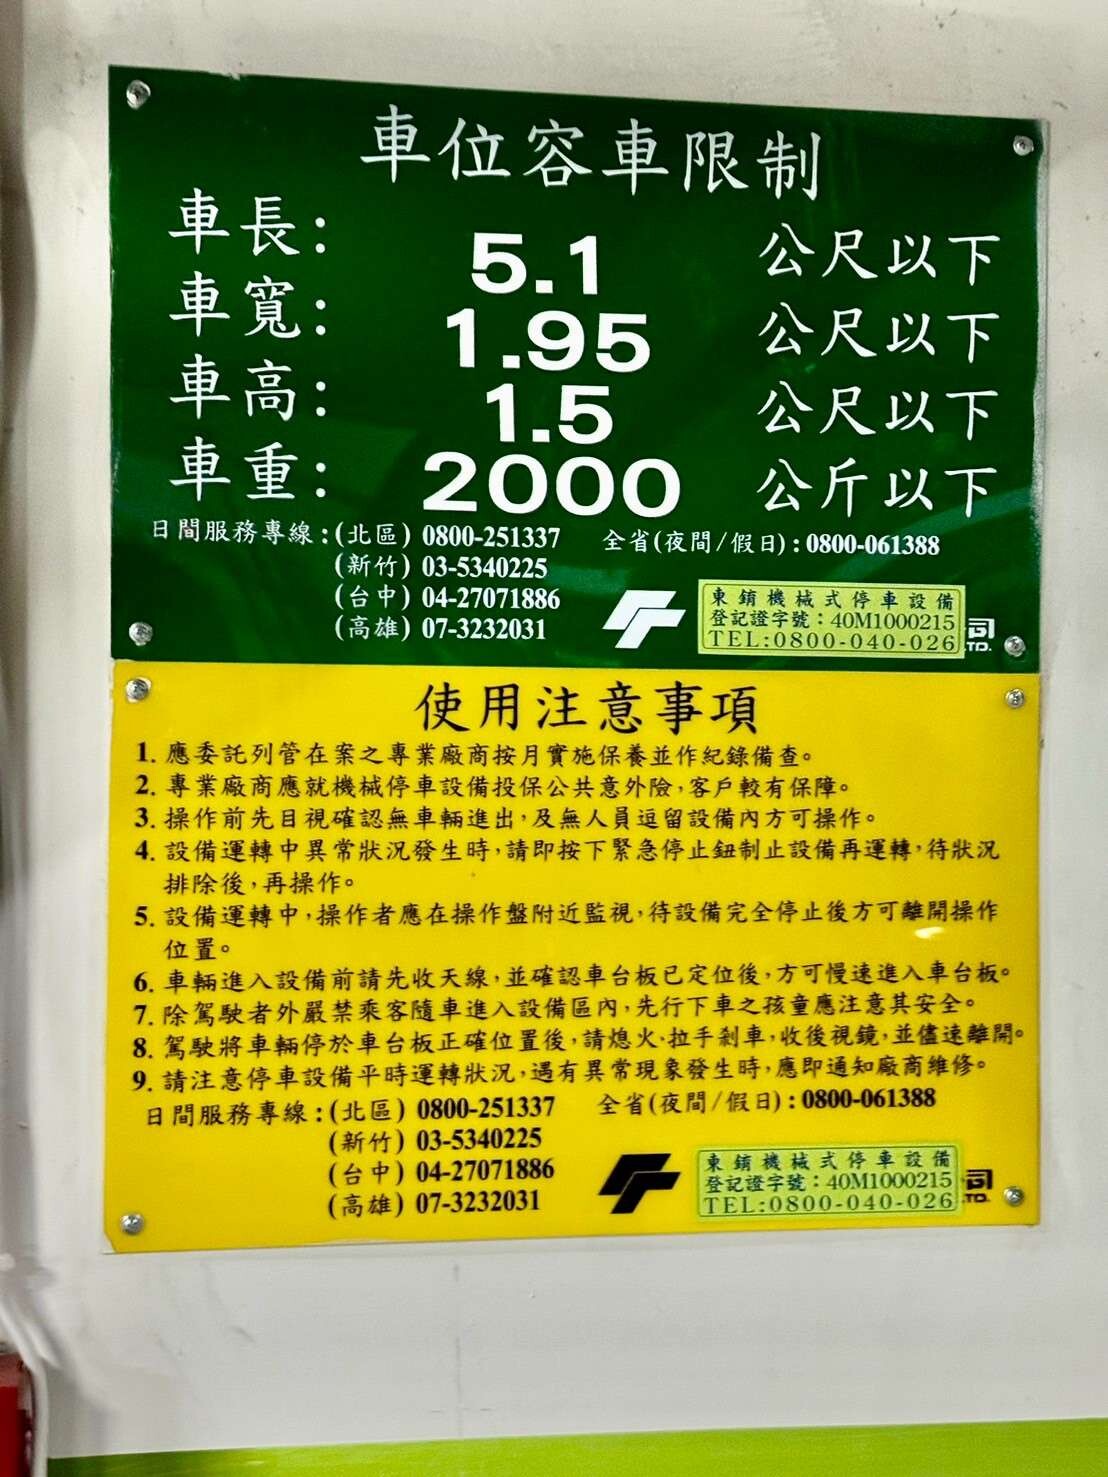 車位容車限制
車長: 5.1 公尺以下
車寬: 1.95 公尺以下
車高: 1.5 公尺以下
車重: 2000 公斤以下
日間服務專線:(北區) 0800-251337 全省(夜間/假日):0800-061388
(新竹) 03-5340225
(台中) 04-27071886
(高雄) 07-3232031
東錥機械式停車設備
登記證字號:40M1000215
TEL:0800-040-026
司
TD.
使用注意事項
1. 應委託列管在案之專業廠商按月實施保養並作紀錄備查。
2. 專業廠商應就機械停車設備投保公共意外險,客戶較有保障。
3. 操作前先目視確認無車輛進出,及無人員逗留設備內方可操作。
4. 設備運轉中異常狀況發生時,請即按下緊急停止鈕制止設備再運轉,待狀況
排除後,再操作。
5. 設備運轉中,操作者應在操作盤附近監視,待設備完全停止後方可離開操作
位置。
6. 車輛進入設備前請先收天線,並確認車台板已定位後,方可慢速進入車台板。
7. 除駕駛者外嚴禁乘客隨車進入設備區內,先行下車之孩童應注意其安全。
8. 駕駛將車輛停於車台板正確位置後,請熄火、拉手剎車,收後視鏡,並儘速離開。
9. 請注意停車設備平時運轉狀況,遇有異常現象發生時,應即通知廠商維修。
日間服務專線:(北區) 0800-251337 全省(夜間/假日):0800-061388
(新竹) 03-5340225
(台中) 04-27071886
(高雄) 07-3232031
東錥機械式停車設備
登記證字號:40M1000215
TEL:0800-040-026
司
TD.